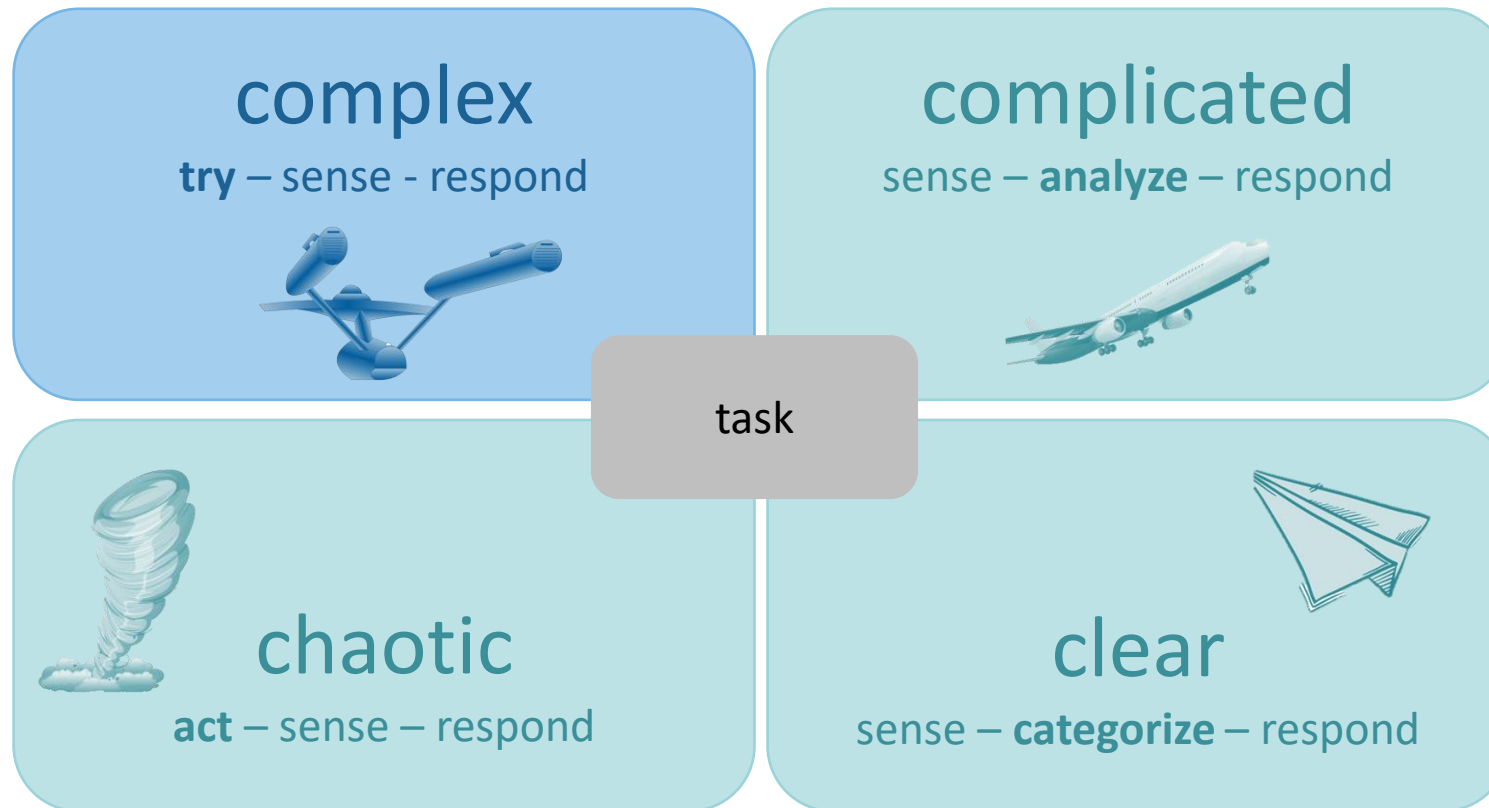 complex
try – sense - respond
complicated
sense – analyze – respond
task
chaotic
act – sense – respond
clear
sense – categorize – respond